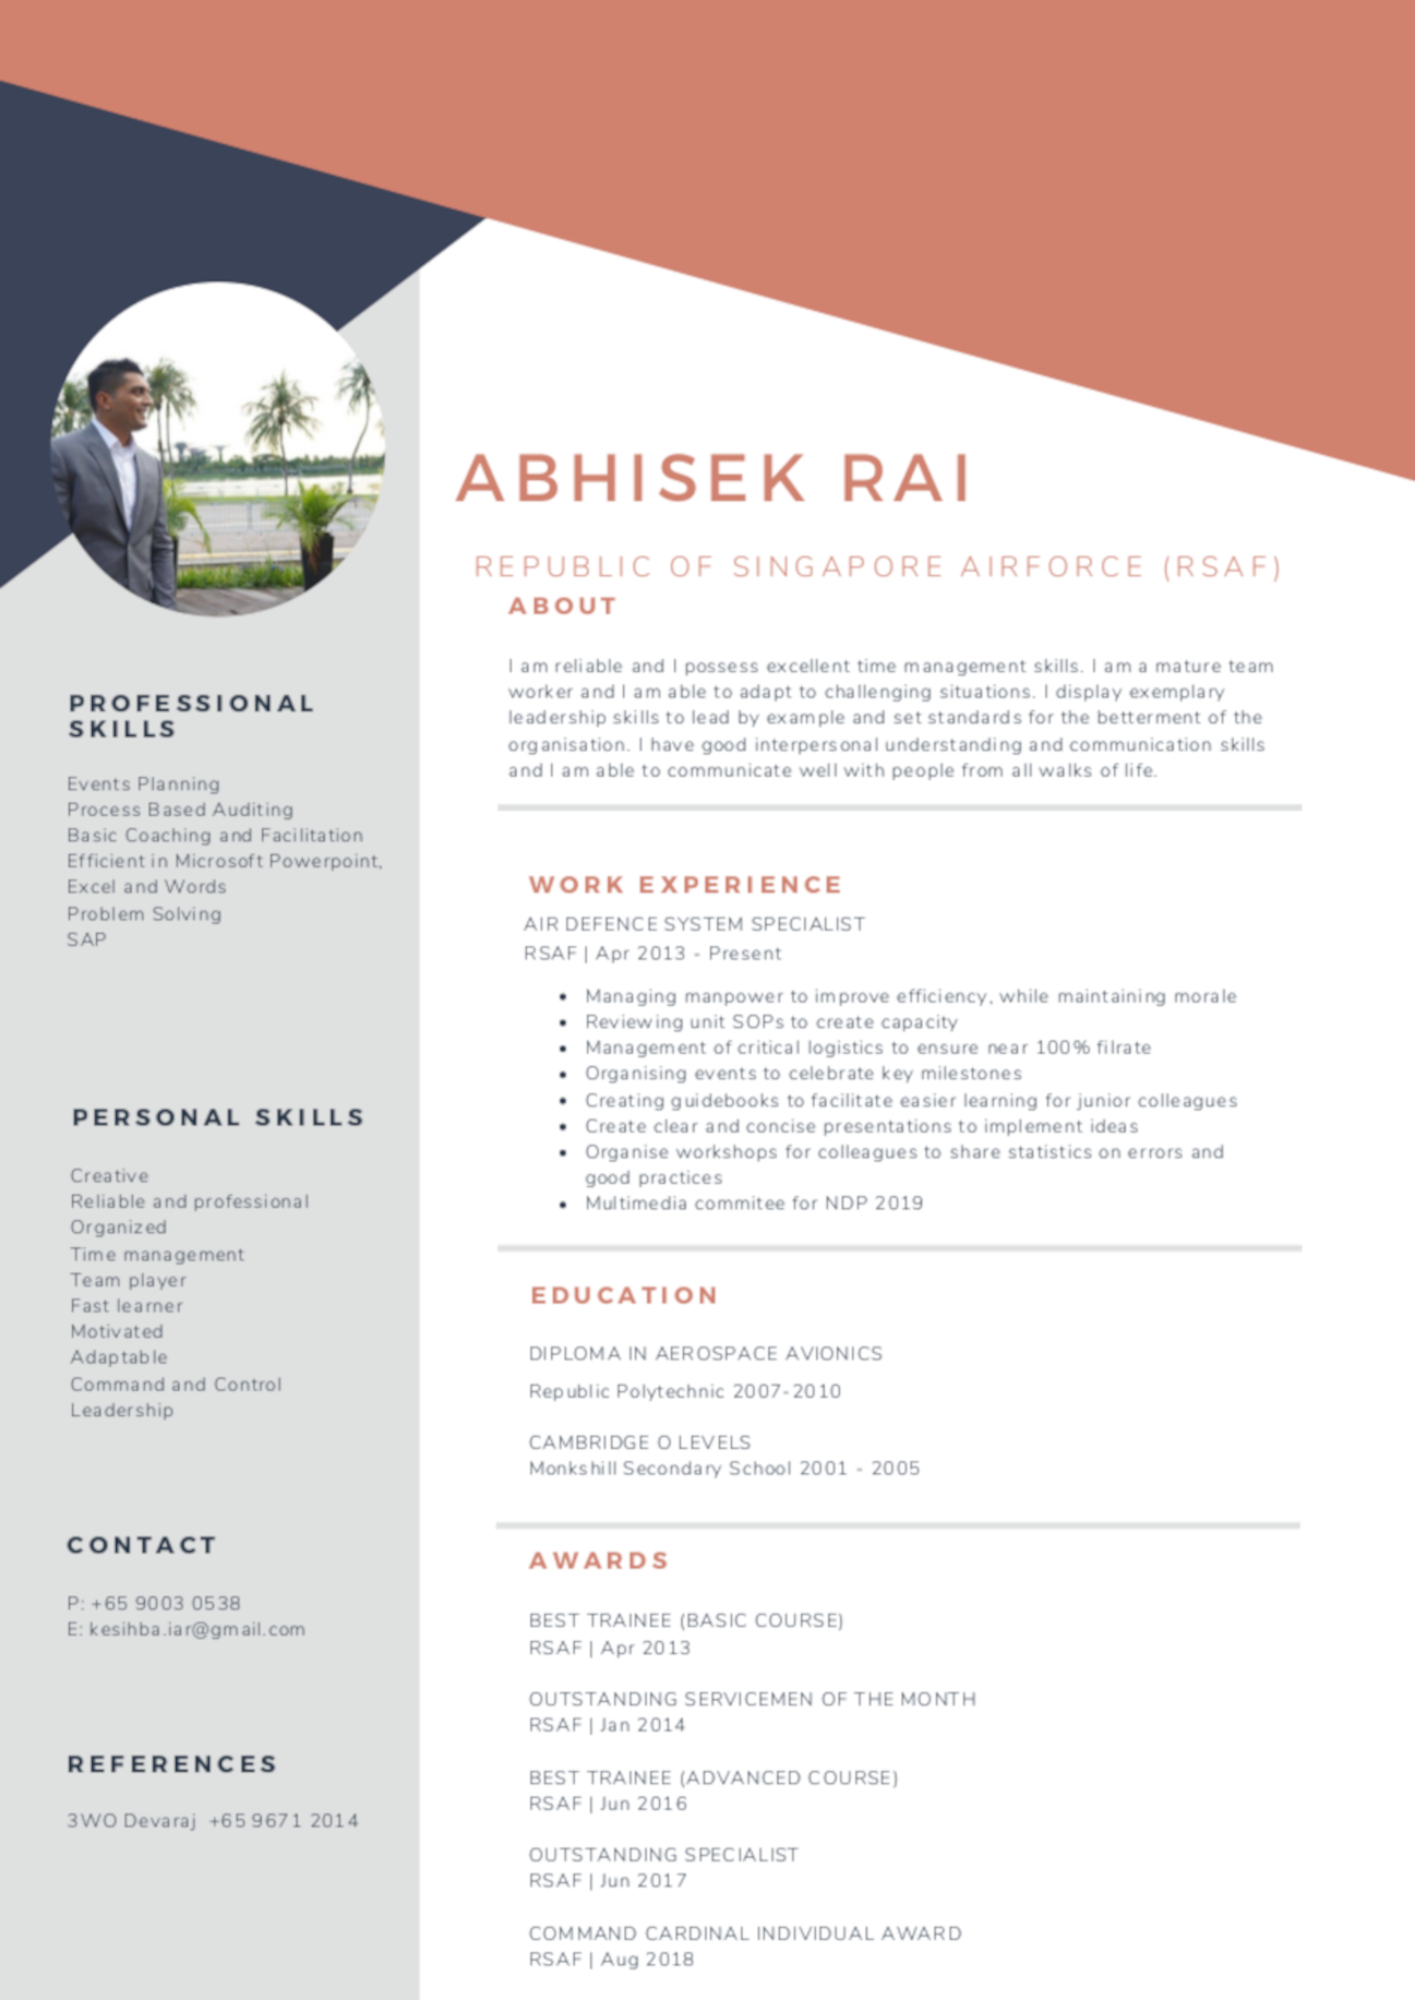 ABHISEK RAI
REPUBLIC OF SINGAPORE AIRFORCE (RSAF)
ABOUT
I am reliable and I possess excellent time management skills. I am a mature team
worker and I am able to adapt to challenging situations. I display exemplary
leadership skills to lead by example and set standards for the betterment of the
organisation. I have good interpersonal understanding and communication skills
and I am able to communicate well with people from all walks of life.
PROFESSIONAL
SKILLS
Events Planning
Process Based Auditing
Basic Coaching and Facilitation
Efficient in Microsoft Powerpoint,
Excel and Words
Problem Solving
SAP
PERSONAL SKILLS
Creative
Reliable and professional
Organized
Time management
Team player
Fast learner
Motivated
Adaptable
Command and Control
Leadership
CONTACT
P: +65 9003 0538
E: kesihba.iar@gmail.com
REFERENCES
3WO Devaraj +65 9671 2014
WORK EXPERIENCE
AIR DEFENCE SYSTEM SPECIALIST
RSAF | Apr 2013 - Present
• Managing manpower to improve efficiency, while maintaining morale
• Reviewing unit SOPs to create capacity
• Management of critical logistics to ensure near 100% filrate
• Organising events to celebrate key milestones
• Creating guidebooks to facilitate easier learning for junior colleagues
• Create clear and concise presentations to implement ideas
• Organise workshops for colleagues to share statistics on errors and
good practices
• Multimedia commitee for NDP 2019
EDUCATION
DIPLOMA IN AEROSPACE AVIONICS
Republic Polytechnic 2007-2010
CAMBRIDGE O LEVELS
Monkshill Secondary School 2001 - 2005
AWARDS
BEST TRAINEE (BASIC COURSE)
RSAF | Apr 2013
OUTSTANDING SERVICEMEN OF THE MONTH
RSAF | Jan 2014
BEST TRAINEE (ADVANCED COURSE)
RSAF | Jun 2016
OUTSTANDING SPECIALIST
RSAF | Jun 2017
COMMAND CARDINAL INDIVIDUAL AWARD
RSAF | Aug 2018